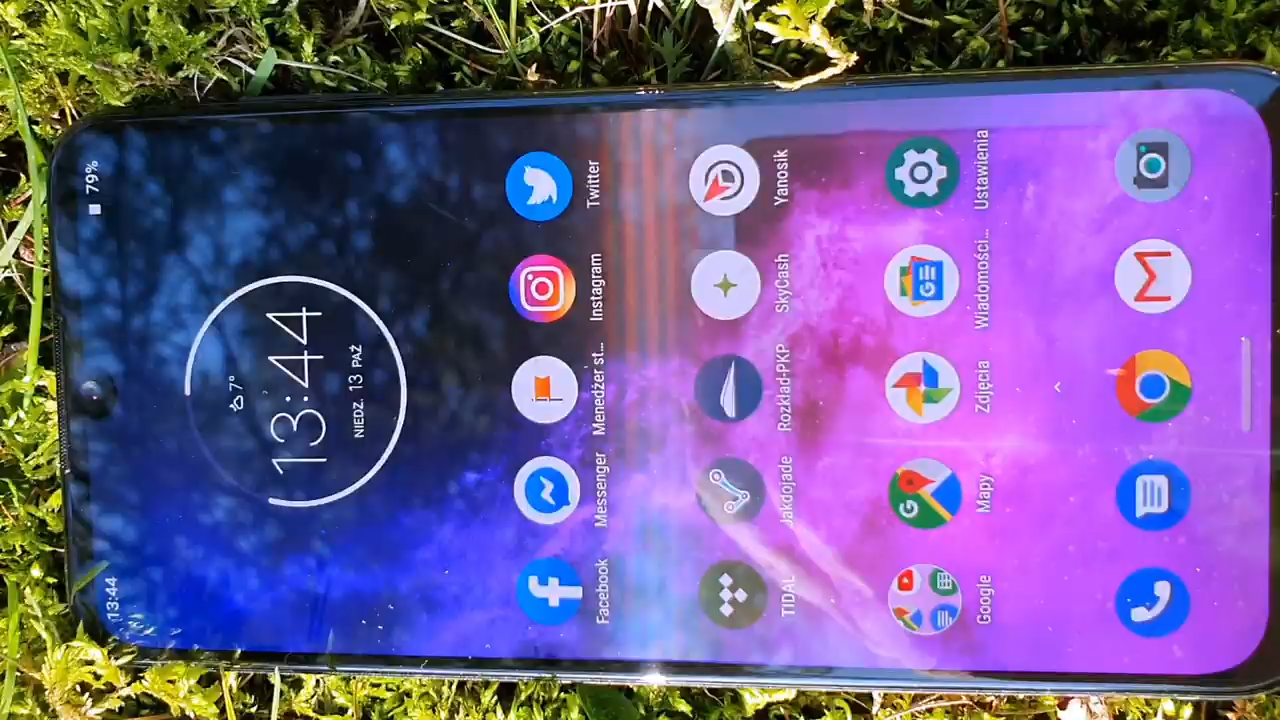 13:44
79%
7°
13:44
NIEDZ. 13 PAŹ
Facebook Messenger Menedżer st... Instagram Twitter
TIDAL Jakdojade Rozkład-PKP SkyCash Yanosik
Google Mapy Zdjęcia Wiadomości... Ustawienia